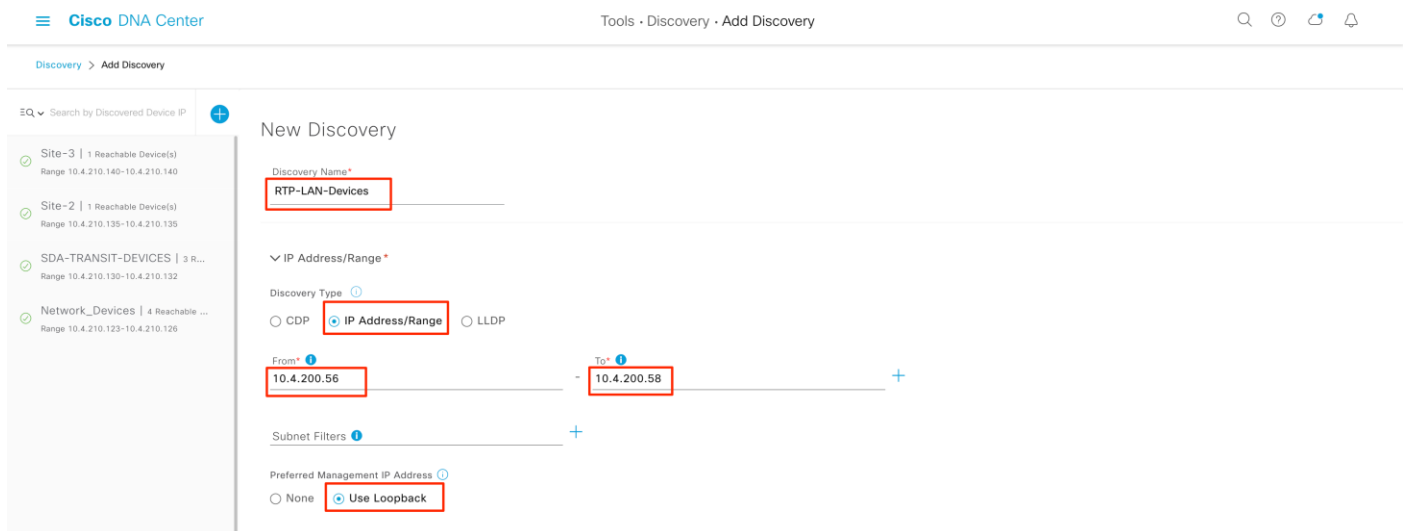 Cisco DNA Center
Tools · Discovery · Add Discovery
Discovery > Add Discovery
Search by Discovered Device IP
Site-3 | 1 Reachable Device(s)
Range 10.4.210.140-10.4.210.140
Site-2 | 1 Reachable Device(s)
Range 10.4.210.135-10.4.210.135
SDA-TRANSIT-DEVICES | 3 R...
Range 10.4.210.130-10.4.210.132
Network_Devices | 4 Reachable ...
Range 10.4.210.123-10.4.210.126
New Discovery
Discovery Name*
RTP-LAN-Devices
IP Address/Range*
Discovery Type
CDP IP Address/Range LLDP
From* To*
10.4.200.56 - 10.4.200.58
Subnet Filters
Preferred Management IP Address
None Use Loopback